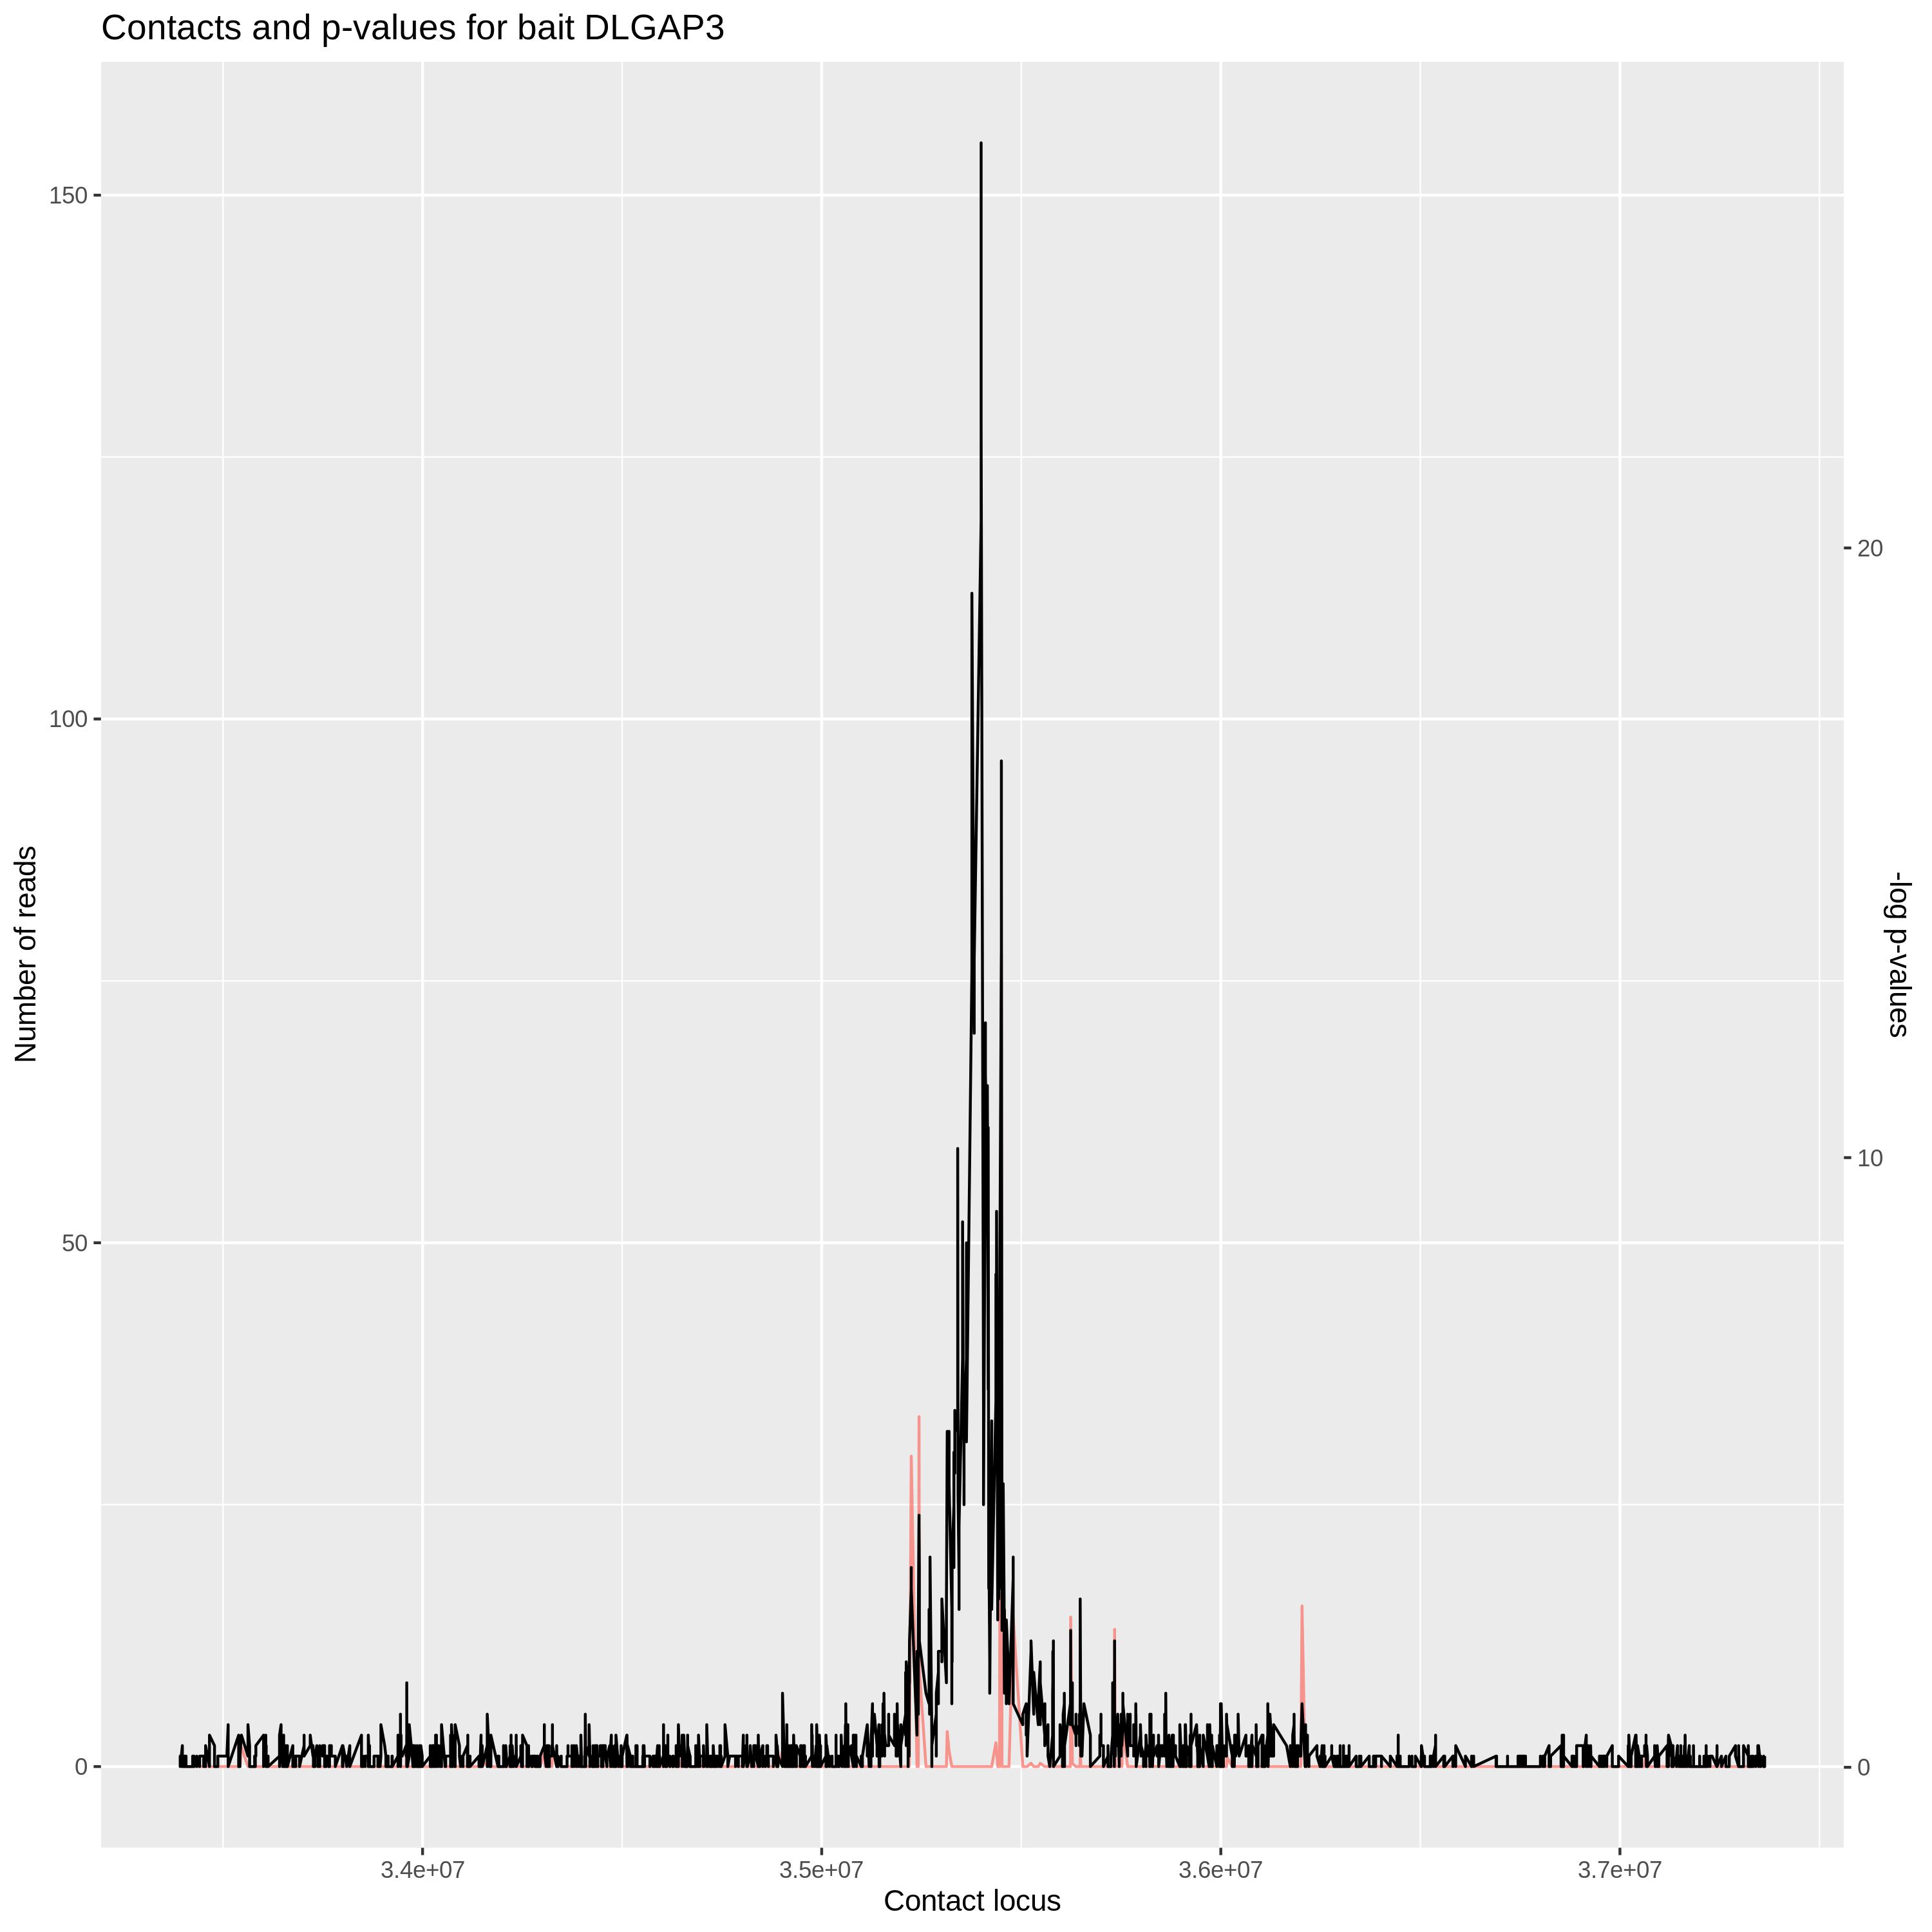 Contacts and p-values for bait DLGAP3
150
100
50
0
Number of reads
20
10
0
-log p-values
3.4e+07
3.5e+07
3.6e+07
3.7e+07
Contact locus